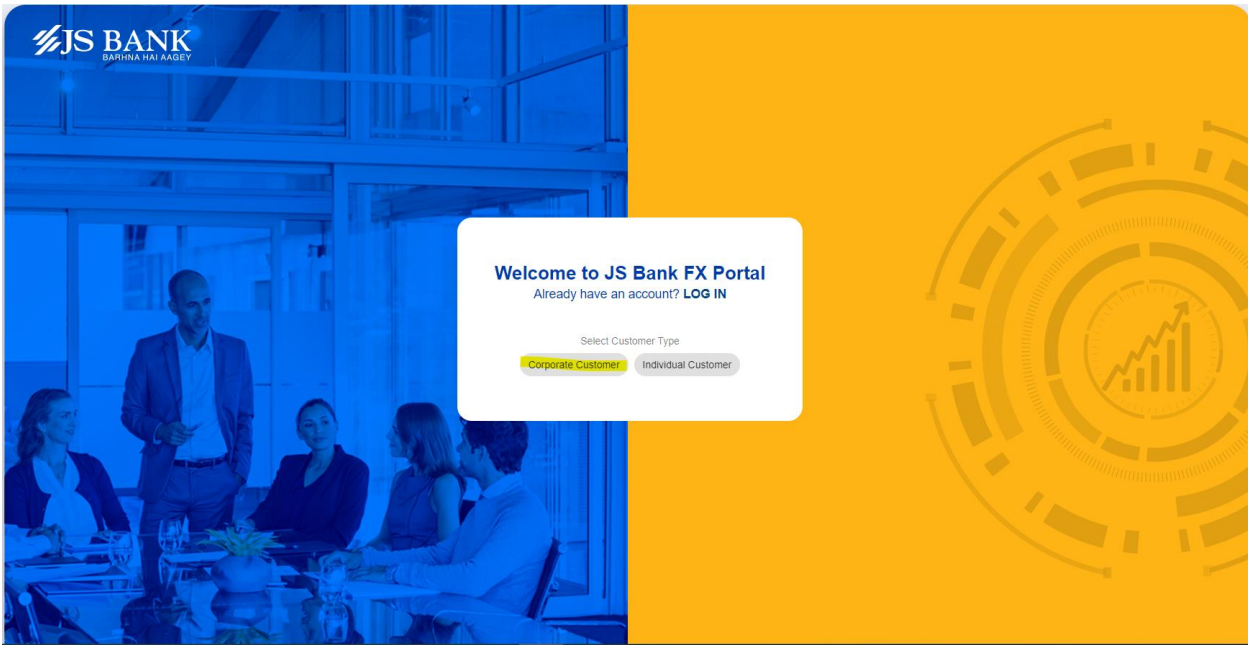 JS BANK
BARHNA HAI AAGEY
Welcome to JS Bank FX Portal
Already have an account? LOG IN
Select Customer Type
Corporate Customer Individual Customer